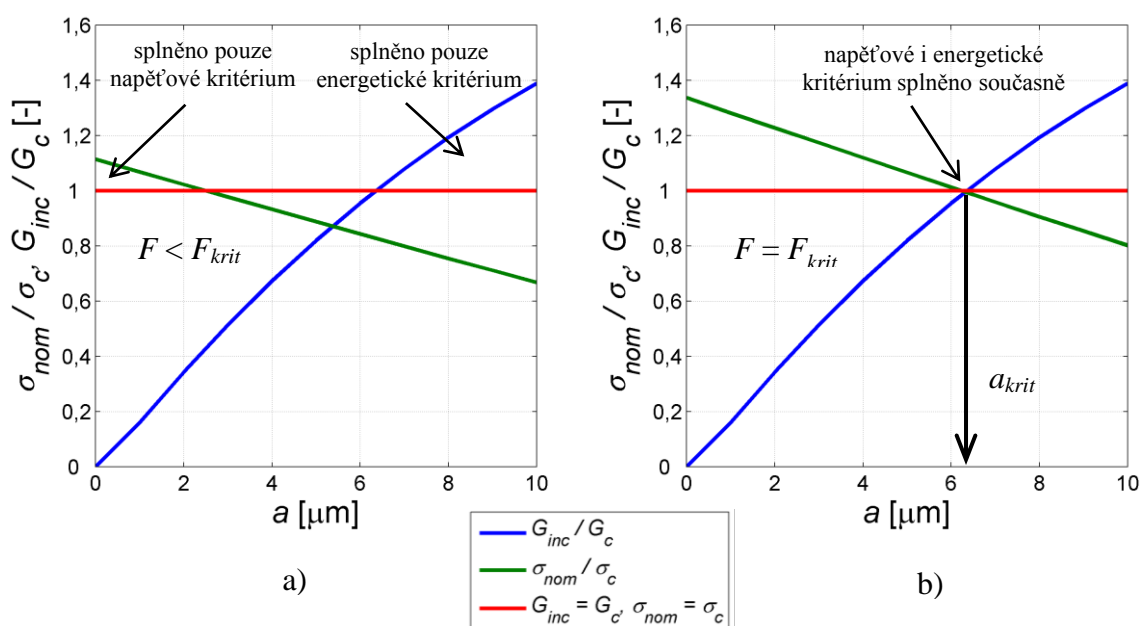 1,6
1,4
1,2
1
0,8
0,6
0,4
0,2
0
σnom / σc, Ginc / Gc [-]
splněno pouze
napěťové kritérium
splněno pouze
energetické kritérium
F < Fkrit
0 2 4 6 8 10
a [μm]
a)
1,6
1,4
1,2
1
0,8
0,6
0,4
0,2
0
σnom / σc, Ginc / Gc [-]
napěťové i energetické
kritérium splněno současně
F = Fkrit
akrit
0 2 4 6 8 10
a [μm]
b)
Ginc / Gc
σnom / σc
Ginc = Gc, σnom = σc